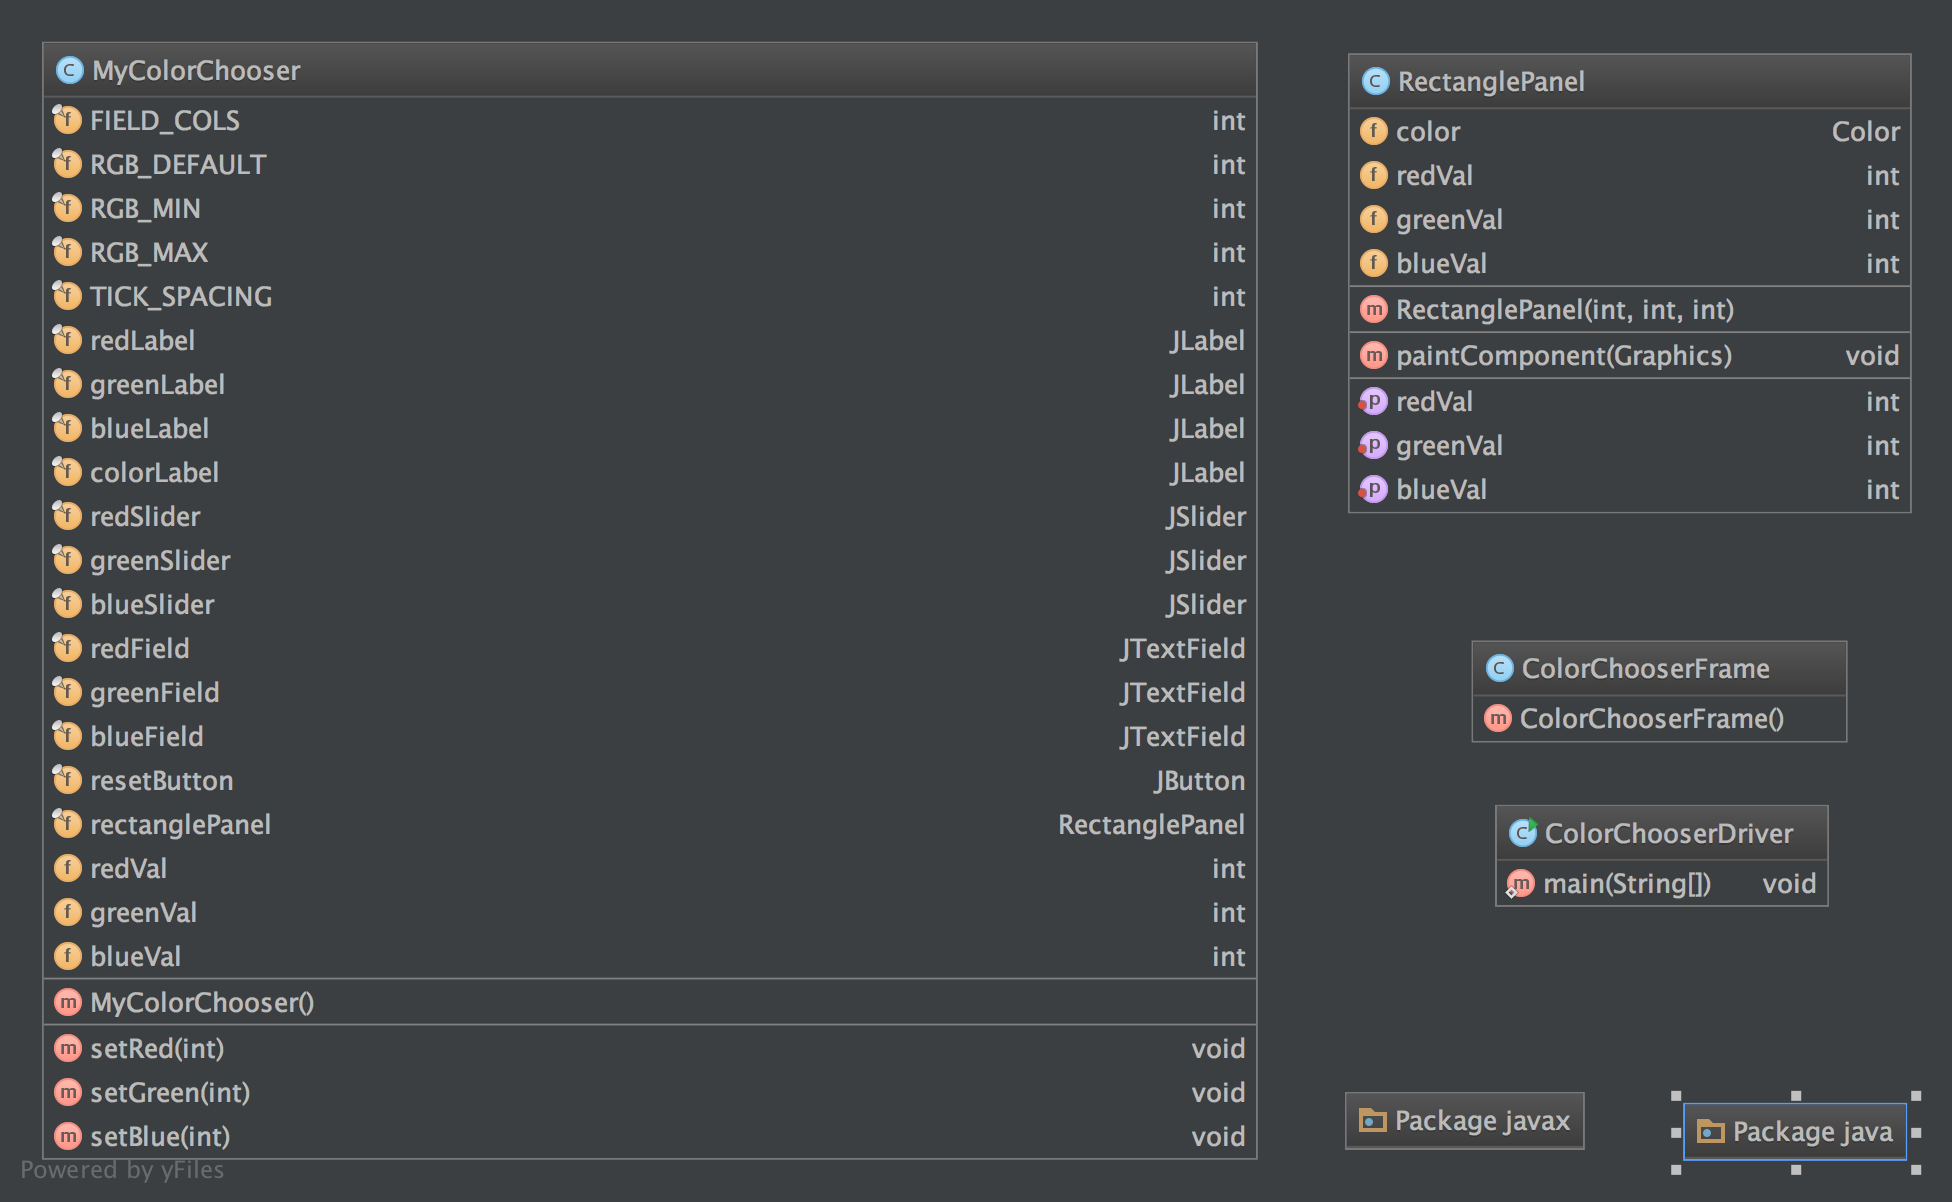 MyColorChooser
FIELD_COLS int
RGB_DEFAULT int
RGB_MIN int
RGB_MAX int
TICK_SPACING int
redLabel JLabel
greenLabel JLabel
blueLabel JLabel
colorLabel JLabel
redSlider JSlider
greenSlider JSlider
blueSlider JSlider
redField JTextField
greenField JTextField
blueField JTextField
resetButton JButton
rectanglePanel RectanglePanel
redVal int
greenVal int
blueVal int
MyColorChooser()
setRed(int) void
setGreen(int) void
setBlue(int) void
Powered by yFiles
RectanglePanel
color Color
redVal int
greenVal int
blueVal int
RectanglePanel(int, int, int)
paintComponent(Graphics) void
redVal int
greenVal int
blueVal int
ColorChooserFrame
ColorChooserFrame()
ColorChooserDriver
main(String[]) void
Package javax
Package java